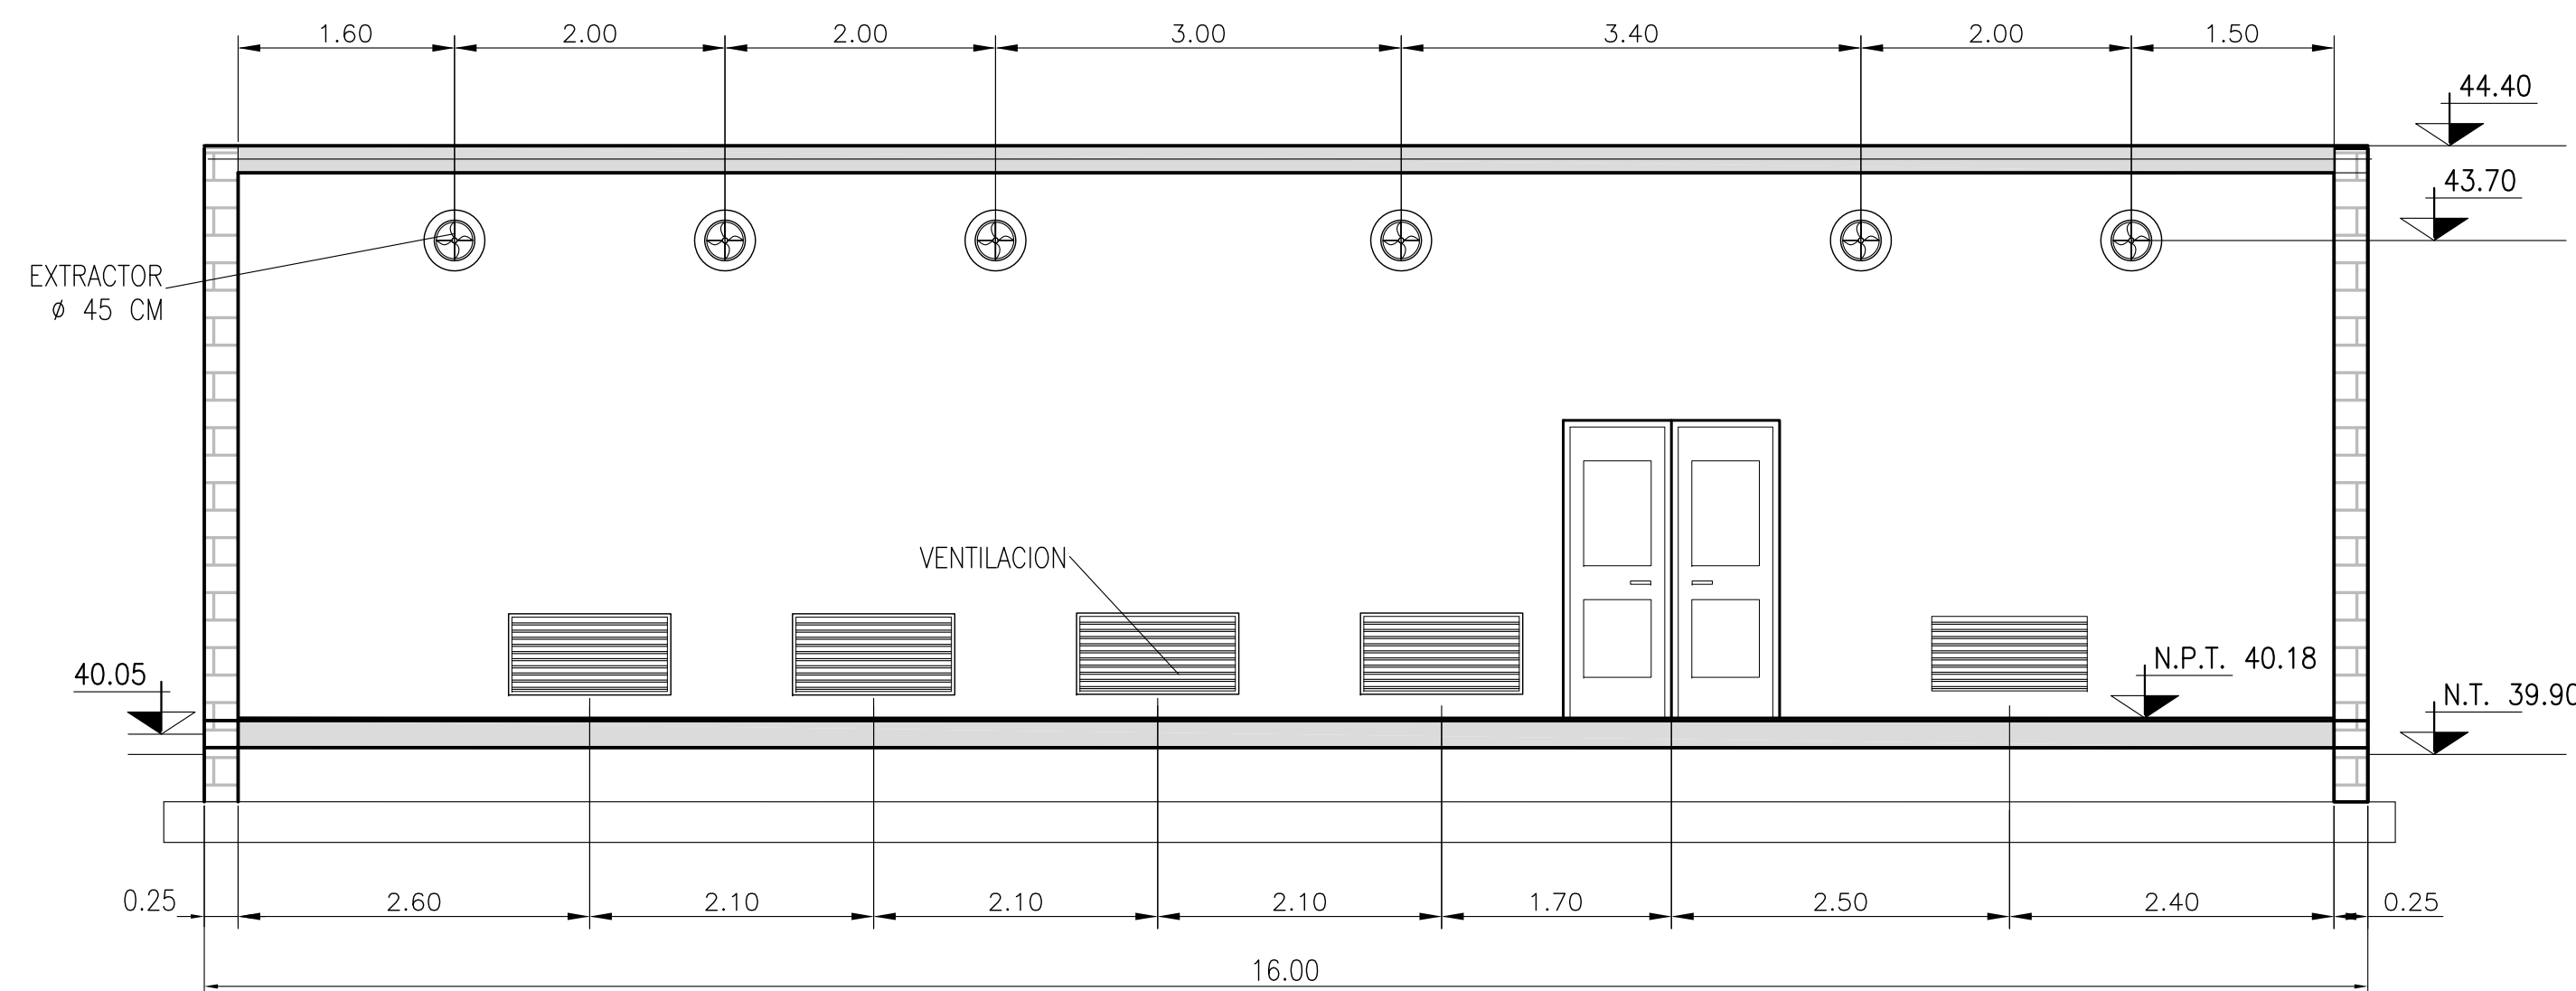 1.60 2.00 2.00 3.00 3.40 2.00 1.50
44.40
43.70
EXTRACTOR
ø 45 CM
VENTILACION
40.05
N.P.T. 40.18
N.T. 39.90
0.25 2.60 2.10 2.10 2.10 1.70 2.50 2.40 0.25
16.00